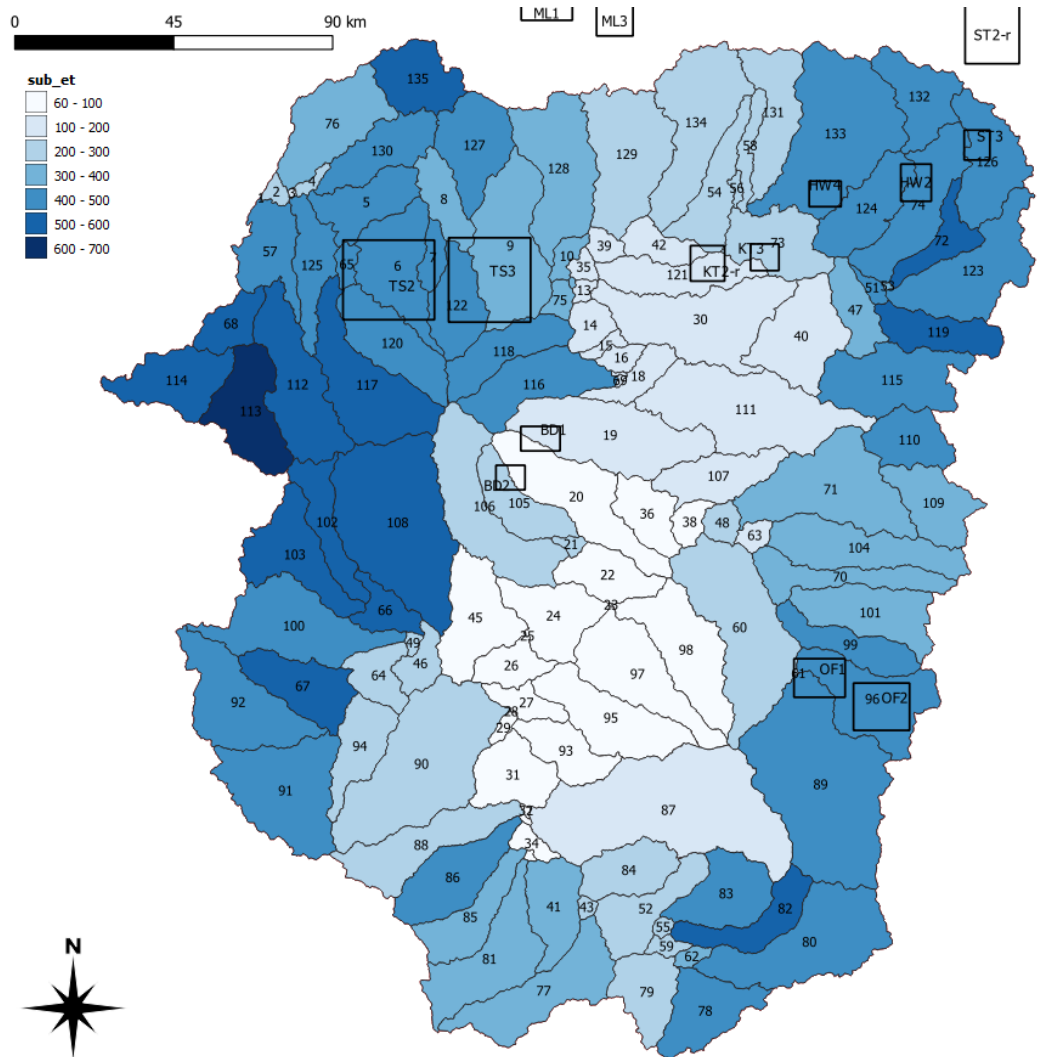 0 45 90 km
ML1 ML3 ST2-r
sub_et
60 - 100
100 - 200
200 - 300
300 - 400
400 - 500
500 - 600
600 - 700
135
76 134 131 132
130 127 129 133 ST3
128 58 126
1 2 3 4 5 8 54 56 HW4 HW2
124 74
57 125 65 6 7 9 10 39 42 KT3 73 72
TS2 TS3 35 121 KT2-r 123
122 75 13 51 53
68 14 30 47
120 118 15 40 119
114 112 117 116 16 18 115
69
113 BD1 19 111 110
BD2 107
106 105 20 36 38 48 71 109
102 108 21 63 104
103 22 70
66 45 24 23 60 101
100 49 25 98 99
64 46 26 97 61 OF1
92 67 27 96 OF2
94 28 95
29 93
91 90 31 87 89
32
88 34
86 84 83
85 41 43 52 82
55
81 59 62 80
77 79 78
N